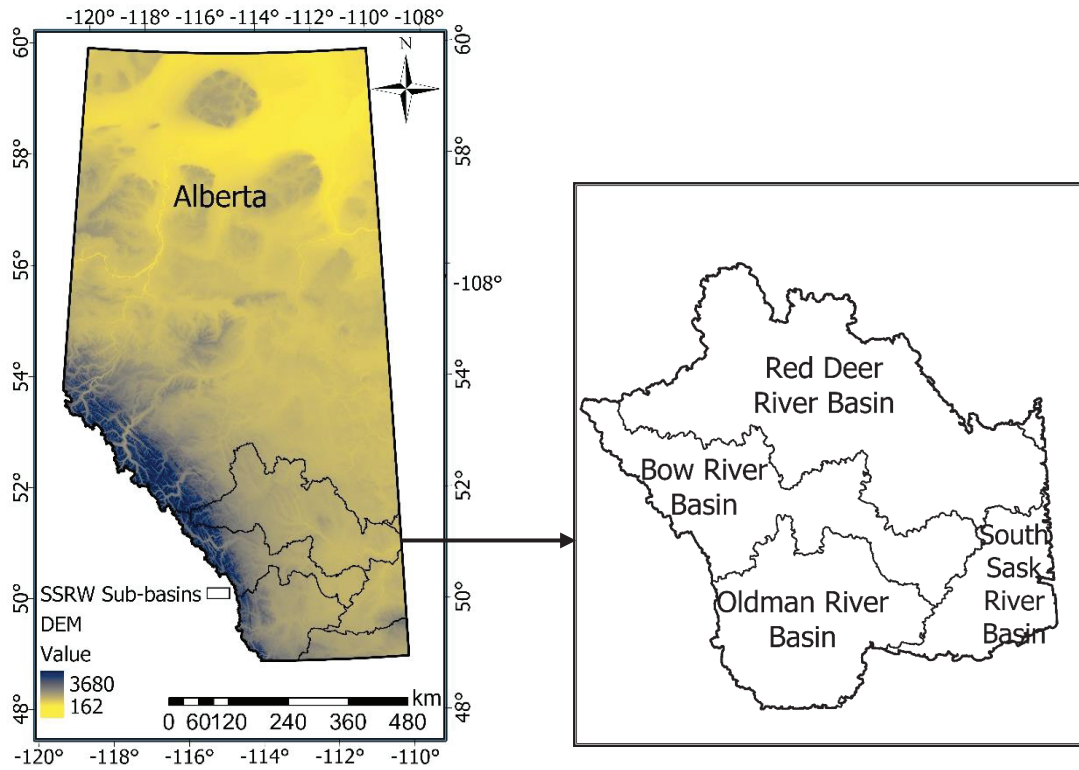 -120° -118° -116° -114° -112° -110° -108°
60°
60°
N
58°
58°
Alberta
56°
-108°
54°
54°
52°
52°
50°
50°
48°
48°
SSRW Sub-basins
DEM
Value
3680
162
km
0 60120 240 360 480
-120° -118° -116° -114° -112° -110°
Red Deer
River Basin
Bow River
Basin
Oldman River
Basin
South
Sask
River
Basin